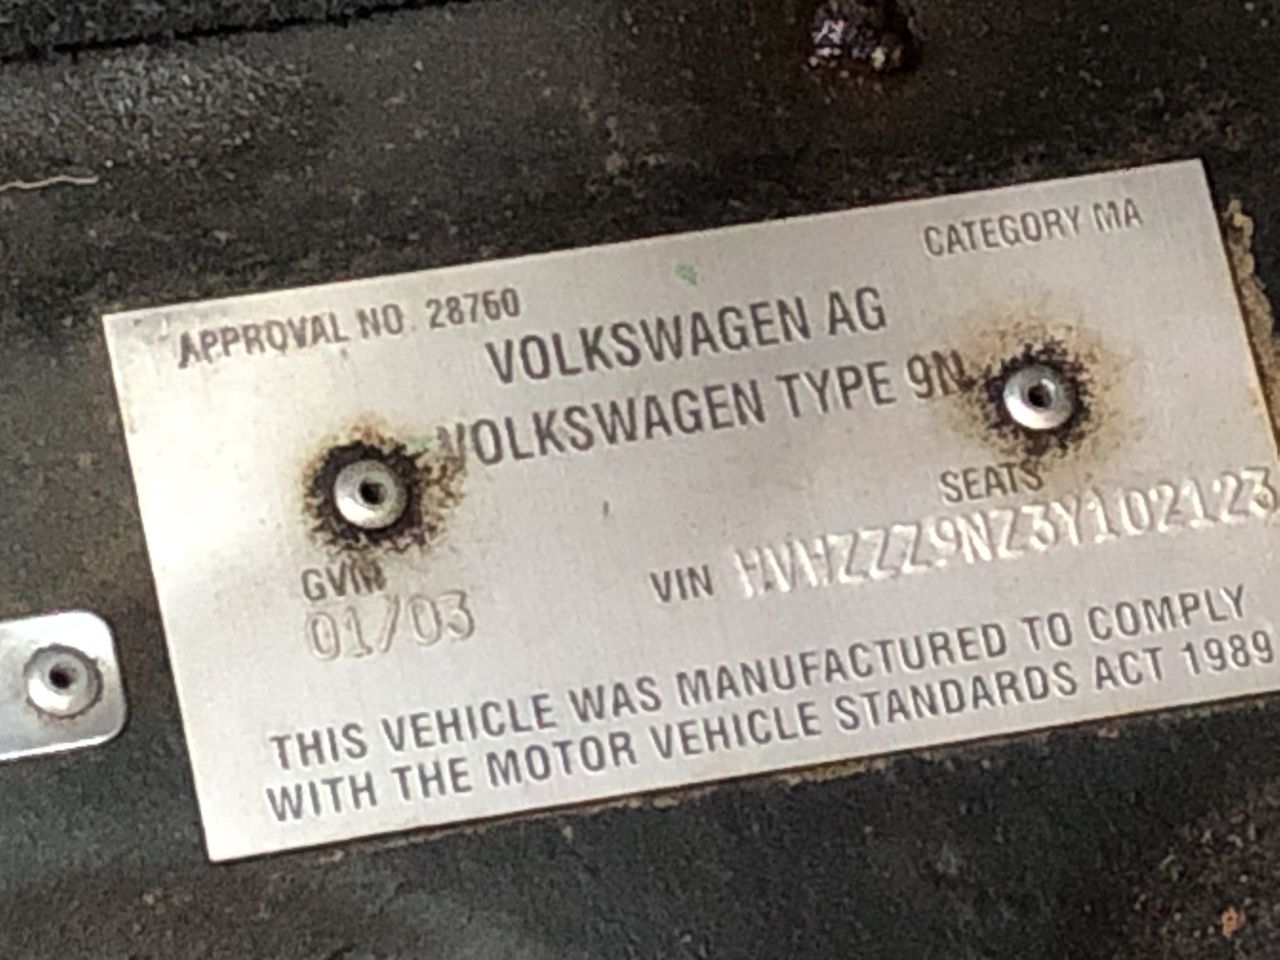 CATEGORY MA
APPROVAL NO. 28760
VOLKSWAGEN AG
VOLKSWAGEN TYPE 9N
SEATS
GVM
01/03
VIN WVWZZZ9NZ3Y102123
THIS VEHICLE WAS MANUFACTURED TO COMPLY
WITH THE MOTOR VEHICLE STANDARDS ACT 1989